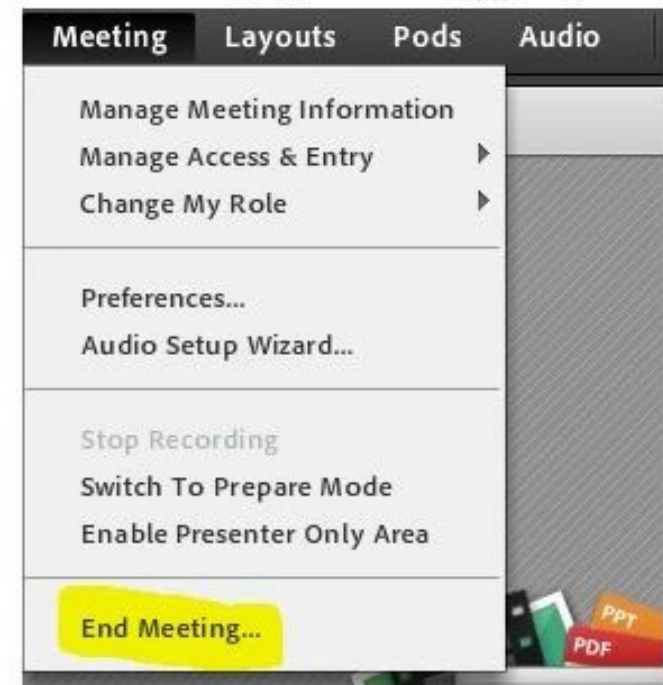 Meeting Layouts Pods Audio
Manage Meeting Information
Manage Access & Entry
Change My Role
Preferences...
Audio Setup Wizard...
Stop Recording
Switch To Prepare Mode
Enable Presenter Only Area
End Meeting...
PPT
PDF